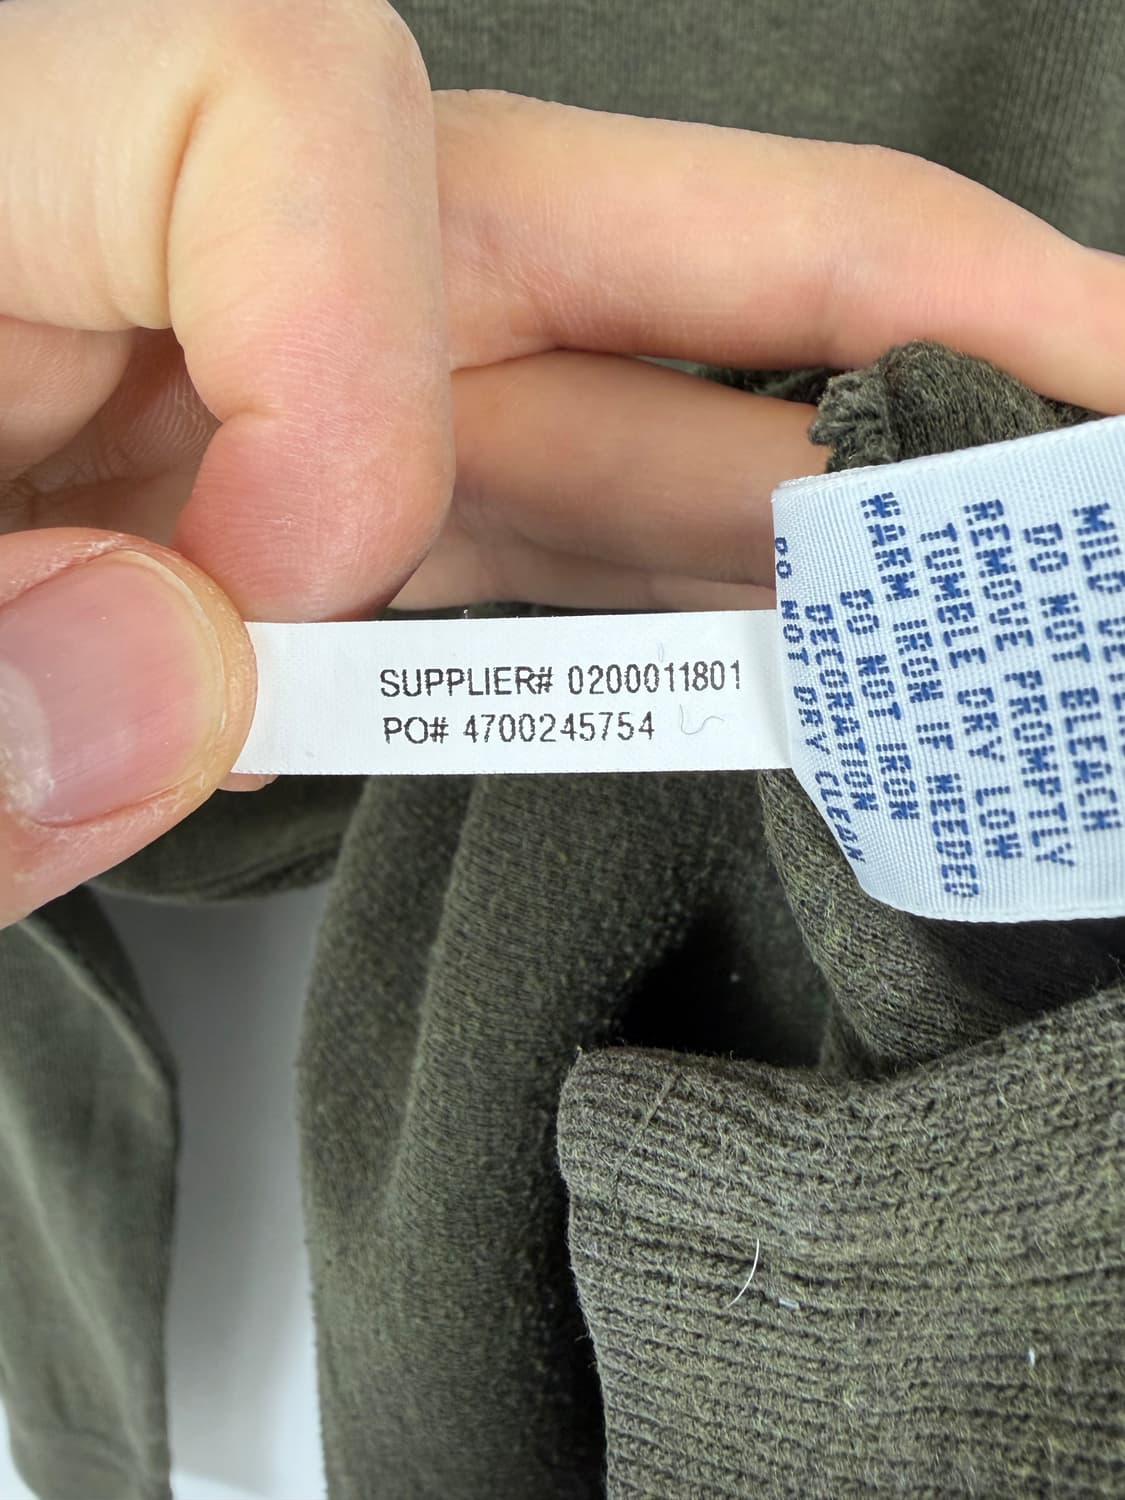 SUPPLIER# 0200011801
PO# 4700245754
DO NOT BLEACH
REMOVE PROMPTLY
TUMBLE DRY LOW
WARM IRON IF NEEDED
DO NOT IRON
DECORATION
DO NOT DRY CLEAN